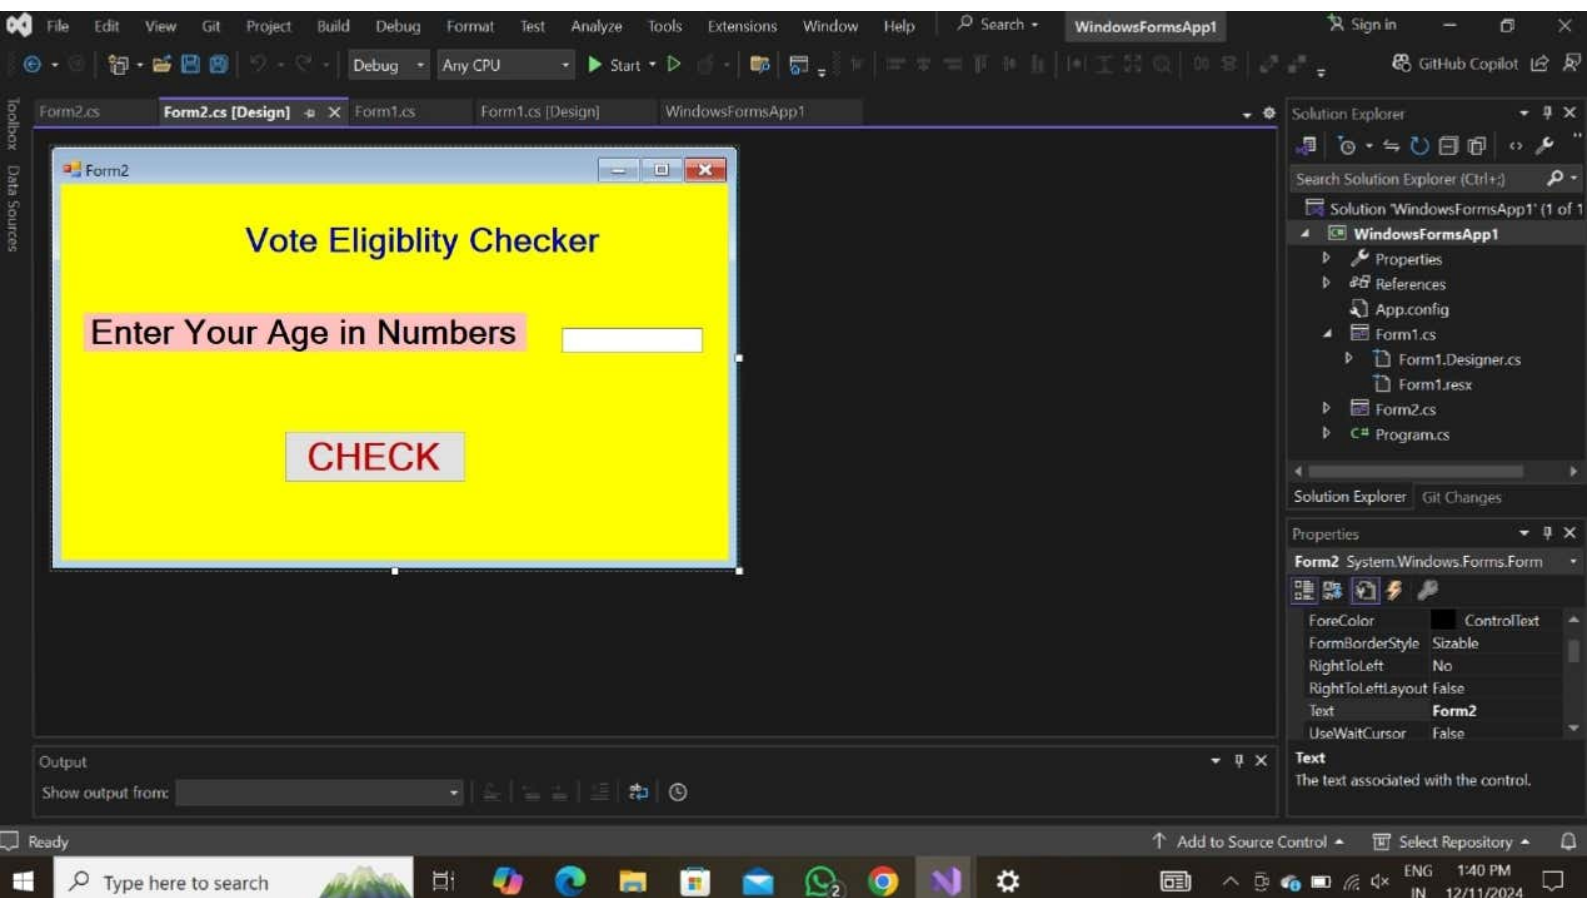 File Edit View Git Project Build Debug Format Test Analyze Tools Extensions Window Help Search WindowsFormsApp1 Sign in
Debug Any CPU Start GitHub Copilot
Toolbox
Data Sources
Form2.cs Form2.cs [Design] Form1.cs Form1.cs [Design] WindowsFormsApp1
Form2
Vote Eligiblity Checker
Enter Your Age in Numbers
CHECK
Solution Explorer
Search Solution Explorer (Ctrl+;)
Solution 'WindowsFormsApp1' (1 of 1
WindowsFormsApp1
Properties
References
App.config
Form1.cs
Form1.Designer.cs
Form1.resx
Form2.cs
C# Program.cs
Solution Explorer Git Changes
Properties
Form2 System.Windows.Forms.Form
ForeColor ControlText
FormBorderStyle Sizable
RightToLeft No
RightToLeftLayout False
Text Form2
UseWaitCursor False
Text
The text associated with the control.
Output
Show output from:
Ready Add to Source Control Select Repository
Type here to search
2
ENG 1:40 PM
IN 12/11/2024